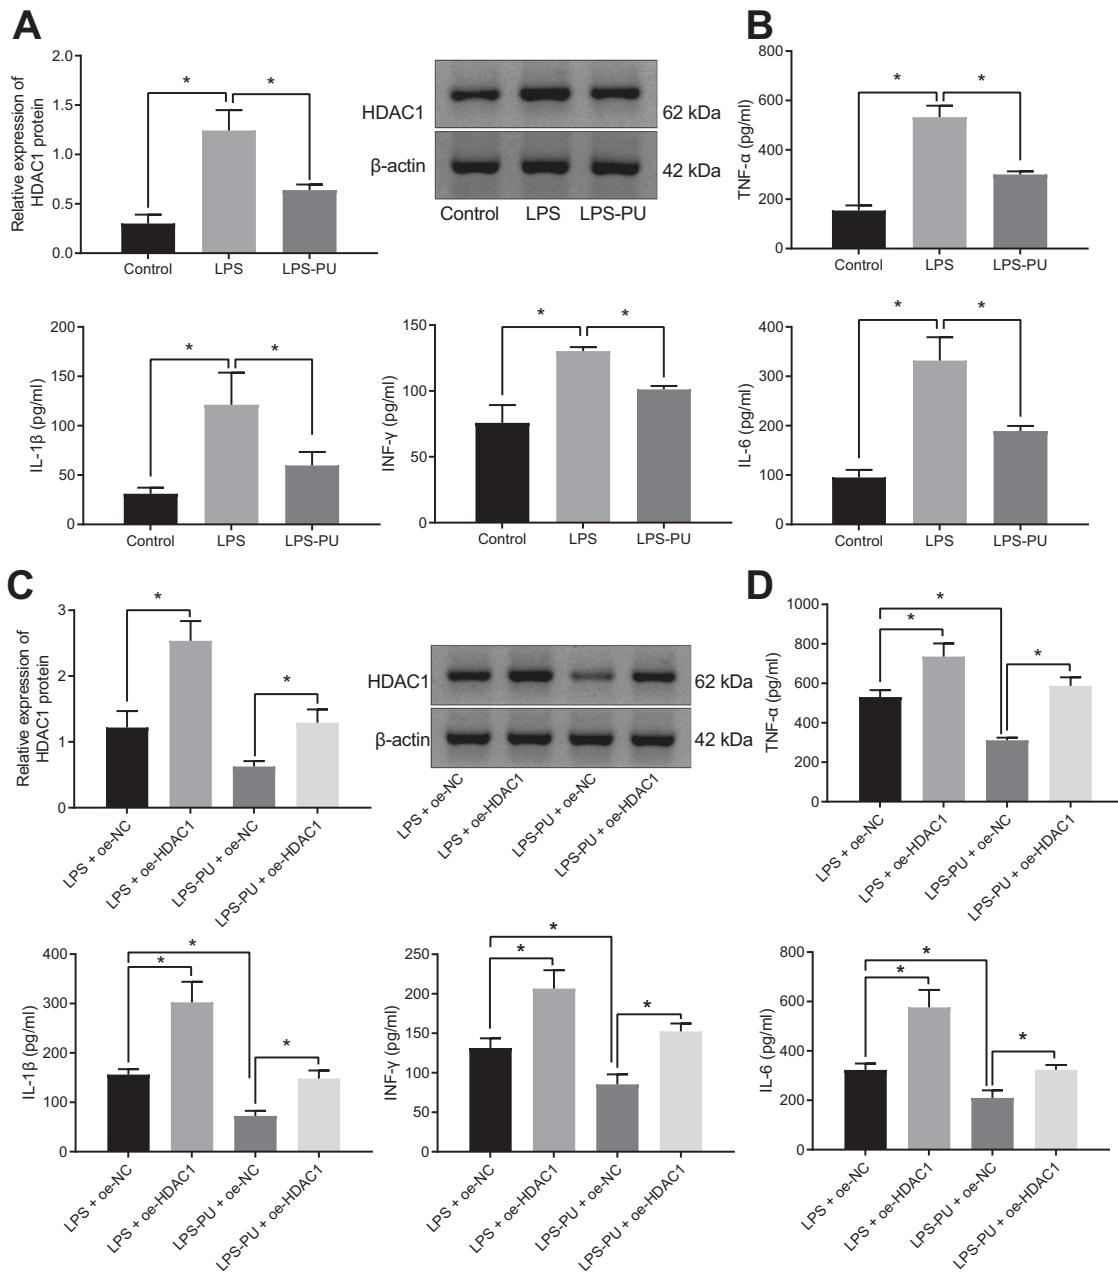 A
Relative expression of
HDAC1 protein
2.0
1.5
1.0
0.5
0.0
*
*
Control
LPS
LPS-PU
HDAC1
62 kDa
β-actin
42 kDa
Control
LPS
LPS-PU
B
TNF-α (pg/ml)
800
600
400
200
0
*
*
Control
LPS
LPS-PU
IL-1β (pg/ml)
200
150
100
50
0
*
*
Control
LPS
LPS-PU
INF-γ (pg/ml)
150
100
50
0
*
*
Control
LPS
LPS-PU
IL-6 (pg/ml)
400
300
200
100
0
*
*
Control
LPS
LPS-PU
C
Relative expression of
HDAC1 protein
3
2
1
0
*
*
LPS + oe-NC
LPS + oe-HDAC1
LPS-PU + oe-NC
LPS-PU + oe-HDAC1
HDAC1
62 kDa
β-actin
42 kDa
LPS + oe-NC
LPS + oe-HDAC1
LPS-PU + oe-NC
LPS-PU + oe-HDAC1
D
TNF-α (pg/ml)
1000
800
600
400
200
0
*
*
*
LPS + oe-NC
LPS + oe-HDAC1
LPS-PU + oe-NC
LPS-PU + oe-HDAC1
IL-1β (pg/ml)
400
300
200
100
0
*
*
*
LPS + oe-NC
LPS + oe-HDAC1
LPS-PU + oe-NC
LPS-PU + oe-HDAC1
INF-γ (pg/ml)
250
200
150
100
50
0
*
*
*
LPS + oe-NC
LPS + oe-HDAC1
LPS-PU + oe-NC
LPS-PU + oe-HDAC1
IL-6 (pg/ml)
800
600
400
200
0
*
*
*
LPS + oe-NC
LPS + oe-HDAC1
LPS-PU + oe-NC
LPS-PU + oe-HDAC1